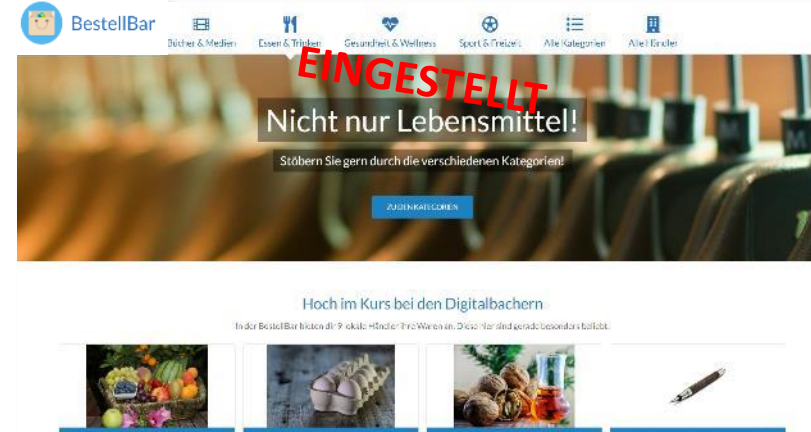 BestellBar
Bücher & Medien
Essen & Trinken
Gesundheit & Wellness
Sport & Freizeit
Alle Kategorien
Alle Händler
EINGESTELLT
Nicht nur Lebensmittel!
Stöbern Sie gern durch die verschiedenen Kategorien!
ZU DEN KATEGORIEN
Hoch im Kurs bei den Digitalbachern
In der BestellBar bieten dir 9 lokale Händler ihre Waren an. Diese hier sind gerade besonders beliebt.